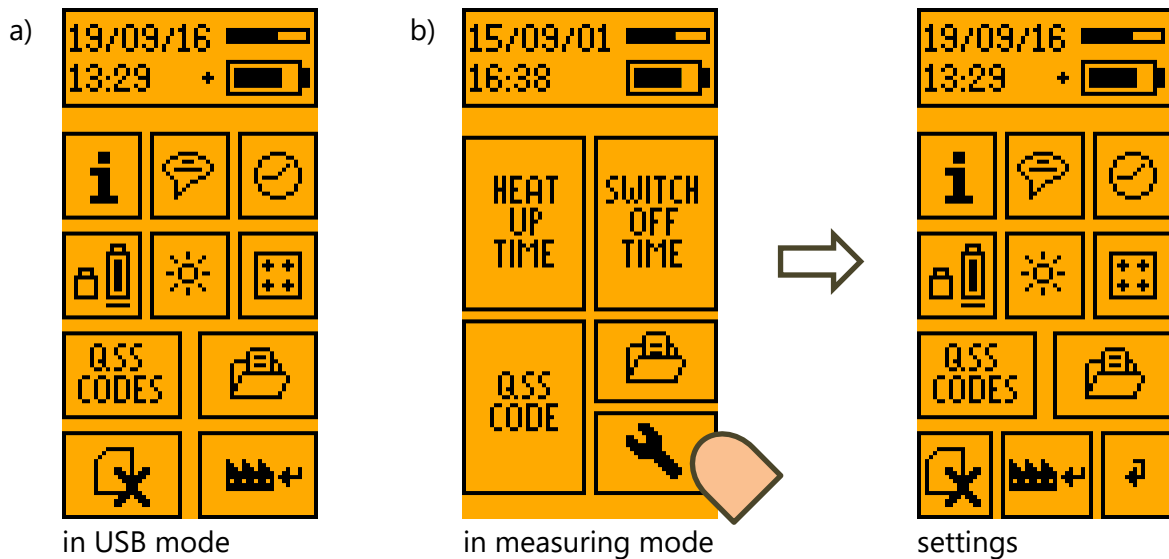 a)
19/09/16
13:29 +
i
QSS
CODES
in USB mode
b)
15/09/01
16:38
HEAT
UP
TIME
SWITCH
OFF
TIME
QSS
CODE
in measuring mode
19/09/16
13:29 +
i
QSS
CODES
settings